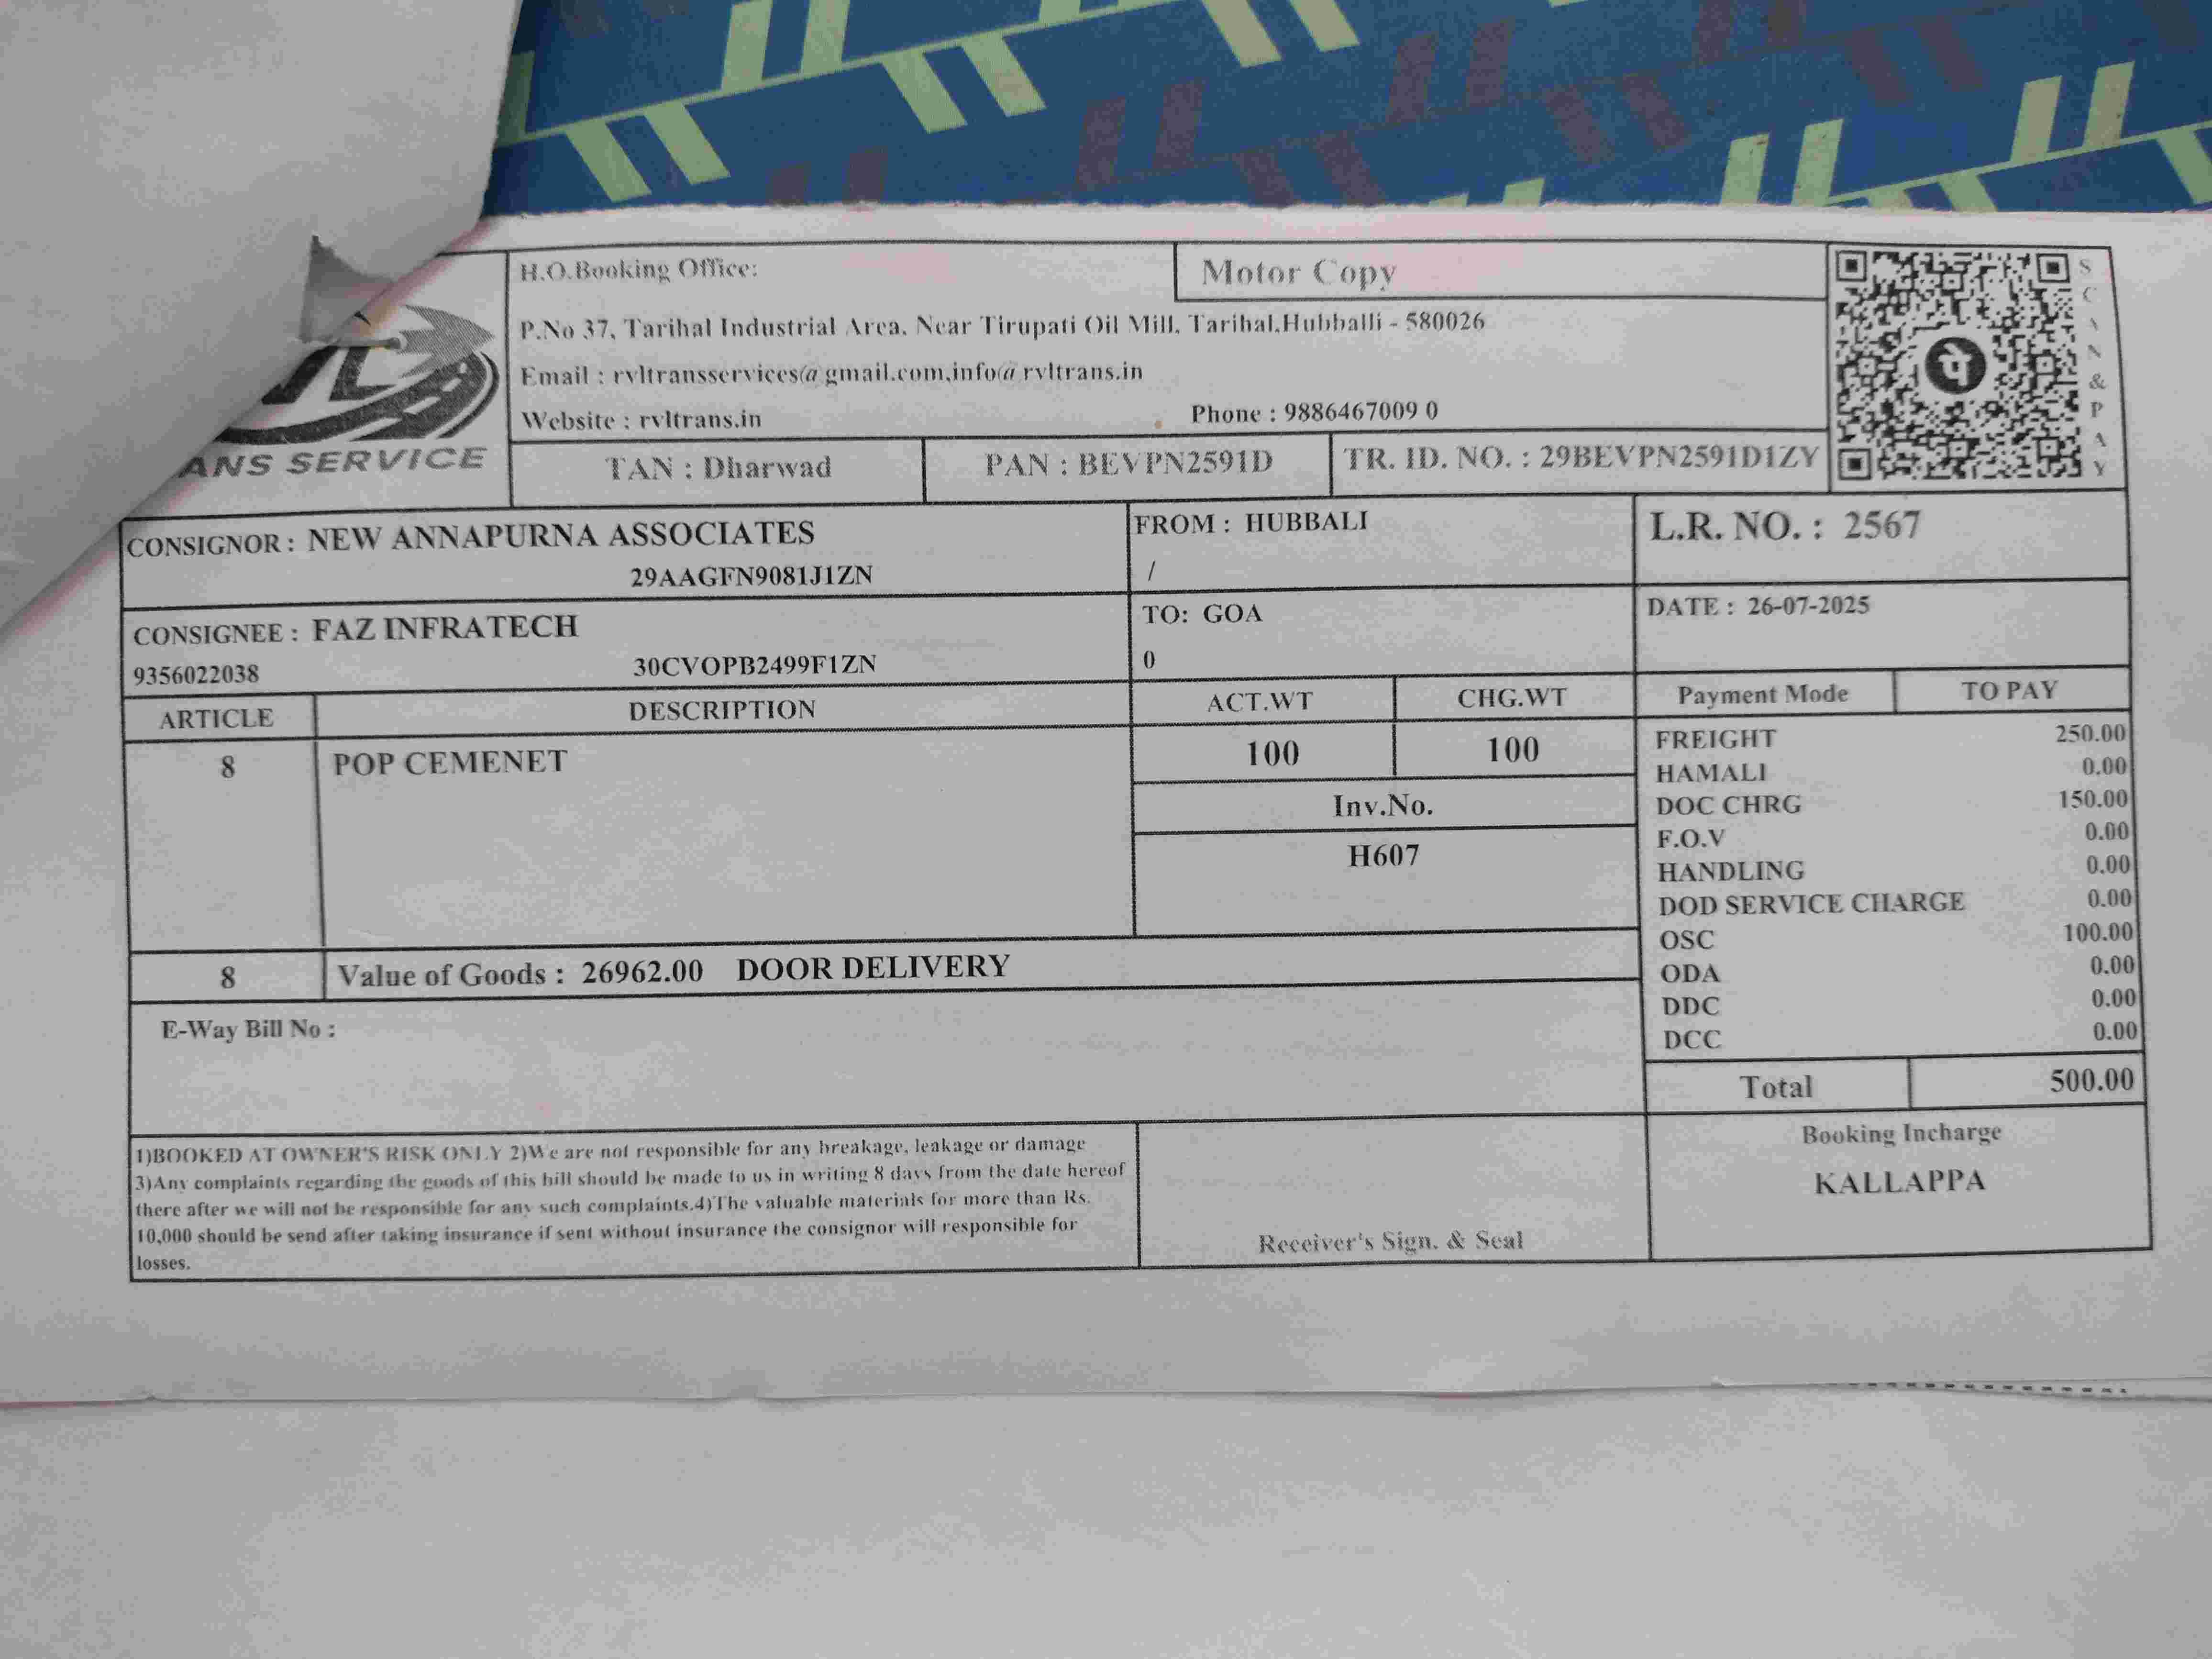 H.O.Booking Office:
Motor Copy
P.No 37, Tarihal Industrial Area, Near Tirupati Oil Mill, Tarihal,Hubballi - 580026
Email : rvltransservices@gmail.com,info@rvltrans.in
Website : rvltrans.in Phone : 9886467009 0
SCAN&PAY
पे
ANS SERVICE
TAN : Dharwad
PAN : BEVPN2591D
TR. ID. NO. : 29BEVPN2591D1ZY
CONSIGNOR : NEW ANNAPURNA ASSOCIATES
29AAGFN9081J1ZN
FROM : HUBBALI
/
L.R. NO. : 2567
CONSIGNEE : FAZ INFRATECH
9356022038 30CVOPB2499F1ZN
TO: GOA
0
DATE : 26-07-2025
ARTICLE DESCRIPTION ACT.WT CHG.WT Payment Mode TO PAY
8 POP CEMENET 100 100
Inv.No.
H607
FREIGHT 250.00
HAMALI 0.00
DOC CHRG 150.00
F.O.V 0.00
HANDLING 0.00
DOD SERVICE CHARGE 0.00
OSC 100.00
ODA 0.00
DDC 0.00
DCC 0.00
8 Value of Goods : 26962.00 DOOR DELIVERY
E-Way Bill No :
Total 500.00
1)BOOKED AT OWNER'S RISK ONLY 2)We are not responsible for any breakage, leakage or damage
3)Any complaints regarding the goods of this bill should be made to us in writing 8 days from the date hereof
there after we will not be responsible for any such complaints.4)The valuable materials for more than Rs.
10,000 should be send after taking insurance if sent without insurance the consignor will responsible for
losses.
Receiver's Sign. & Seal
Booking Incharge
KALLAPPA